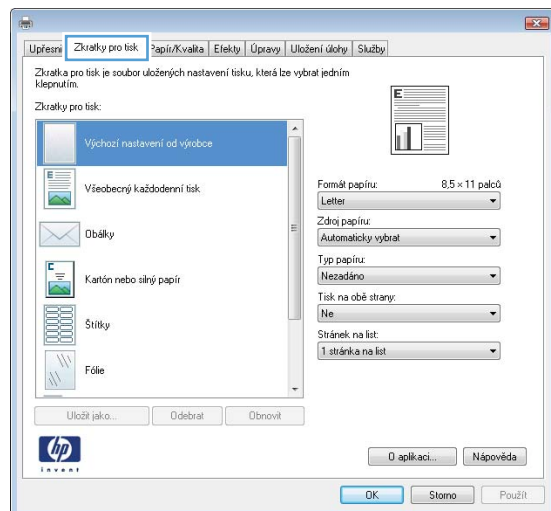 Upřesni Zkratky pro tisk Papír/Kvalita Efekty Úpravy Uložení úlohy Služby
Zkratka pro tisk je soubor uložených nastavení tisku, která lze vybrat jedním
klepnutím.
Zkratky pro tisk:
Výchozí nastavení od výrobce
Všeobecný každodenní tisk
Obálky
Kartón nebo silný papír
Štítky
Fólie
Uložit jako... Odebrat Obnovit
E
Formát papíru: 8,5 × 11 palců
Letter
Zdroj papíru:
Automaticky vybrat
Typ papíru:
Nezadáno
Tisk na obě strany:
Ne
Stránek na list:
1 stránka na list
hp
invent
O aplikaci... Nápověda
OK Storno Použít